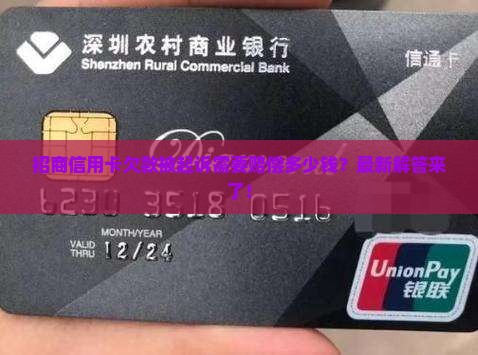 深圳农村商业银行
Shenzhen Rural Commercial Bank
信通卡
招商信用卡欠款被起诉需要赔偿多少钱?最新解答来
了!
MONTH/YEAR
VALID
THRU 12/24
UnionPay
银联